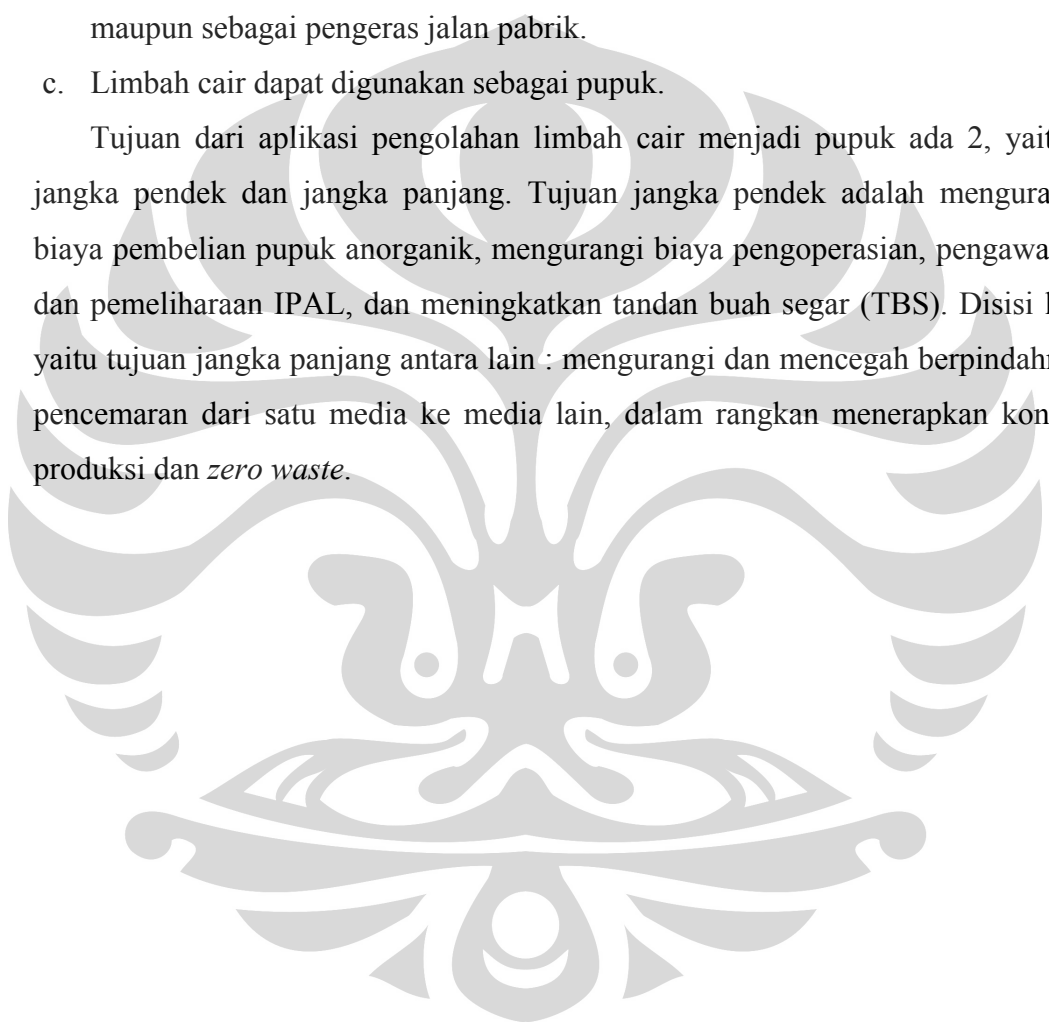 maupun sebagai pengeras jalan pabrik.
c. Limbah cair dapat digunakan sebagai pupuk.
Tujuan dari aplikasi pengolahan limbah cair menjadi pupuk ada 2, yait
jangka pendek dan jangka panjang. Tujuan jangka pendek adalah mengura
biaya pembelian pupuk anorganik, mengurangi biaya pengoperasian, pengawa
dan pemeliharaan IPAL, dan meningkatkan tandan buah segar (TBS). Disisi l
yaitu tujuan jangka panjang antara lain : mengurangi dan mencegah berpindahn
pencemaran dari satu media ke media lain, dalam rangkan menerapkan kon
produksi dan zero waste.